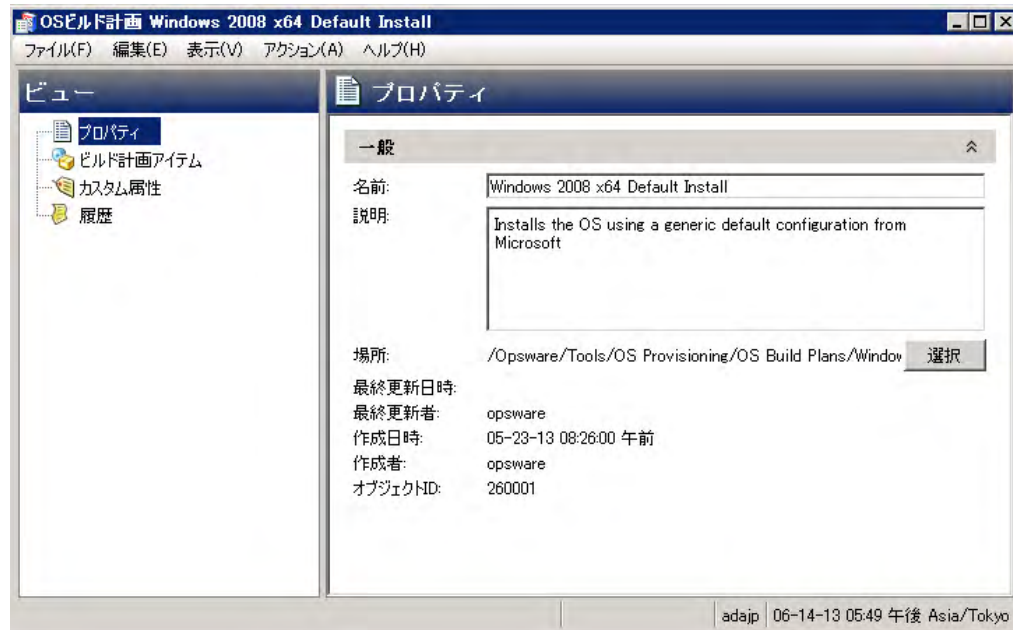 OSビルド計画 Windows 2008 x64 Default Install
ファイル(F) 編集(E) 表示(V) アクション(A) ヘルプ(H)
ビュー
プロパティ
ビルド計画アイテム
カスタム属性
履歴
プロパティ
一般
名前: Windows 2008 x64 Default Install
説明: Installs the OS using a generic default configuration from
Microsoft
場所: /Opsware/Tools/OS Provisioning/OS Build Plans/Window 選択
最終更新日時:
最終更新者: opsware
作成日時: 05-23-13 08:26:00 午前
作成者: opsware
オブジェクトID: 260001
adajp 06-14-13 05:49 午後 Asia/Tokyo